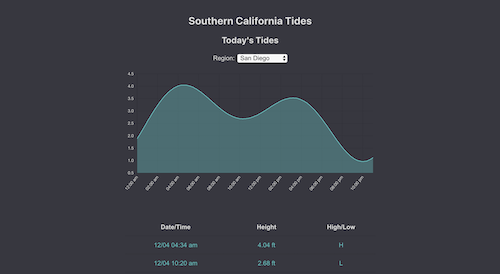 Southern California Tides
Today's Tides
Region: San Diego
4.5
4.0
3.5
3.0
2.5
2.0
1.5
1.0
0.5
12:00 am
02:00 am
04:00 am
06:00 am
08:00 am
10:00 am
12:00 pm
02:00 pm
04:00 pm
06:00 pm
08:00 pm
10:00 pm
Date/Time Height High/Low
12/04 04:34 am 4.04 ft H
12/04 10:20 am 2.68 ft L